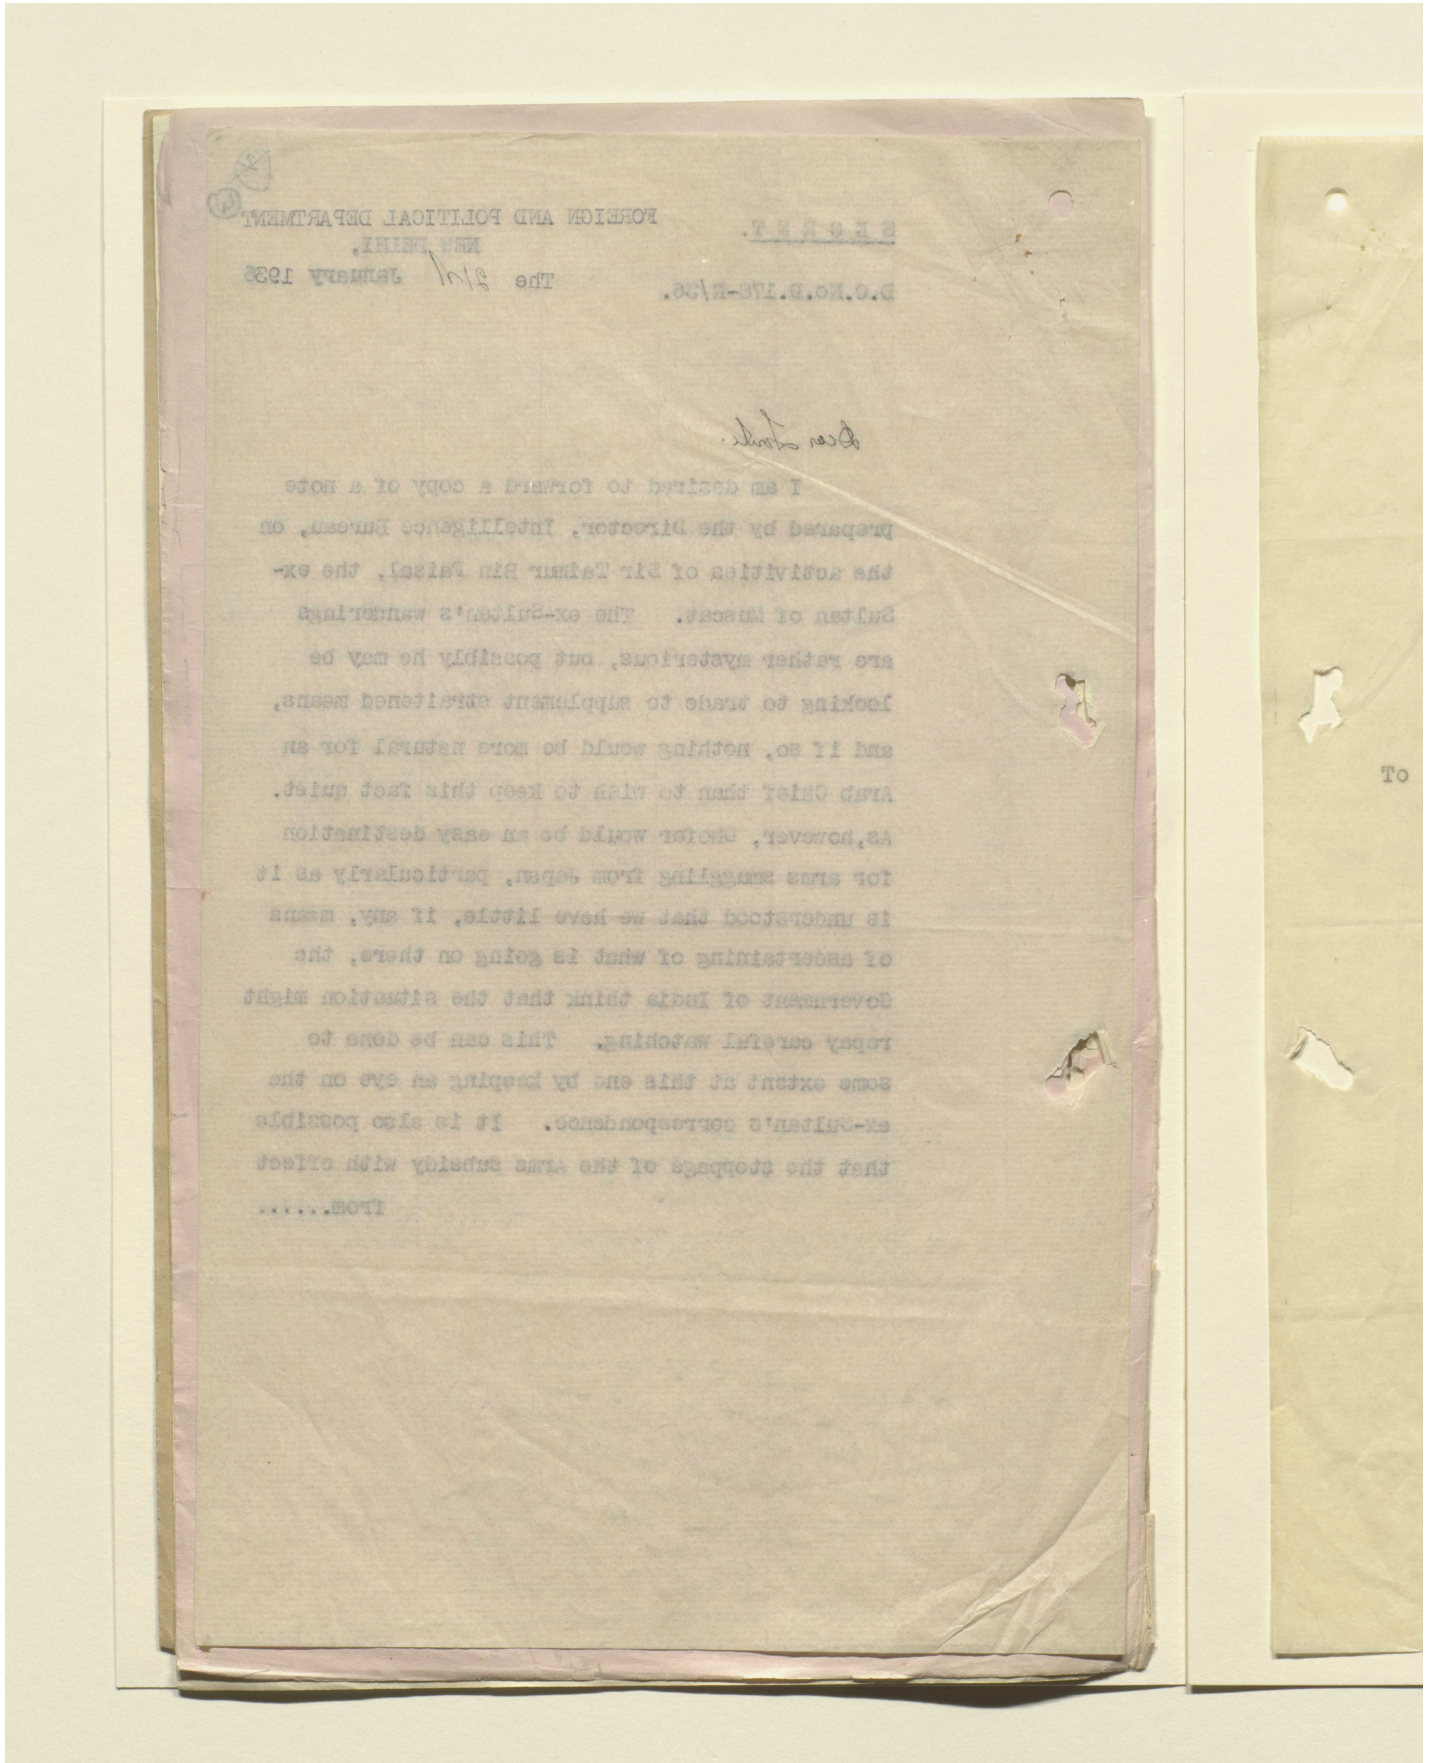 SECRET.
FOREIGN AND POLITICAL DEPARTMENT
NEW DELHI,
D.O.No.D.178-N/36.
The 21st January 1936
Dear
I am desired to forward a copy of a note
prepared by the Director, Intelligence Bureau, on
the activities of Sir Taimur Bin Faisal, the ex-
Sultan of Muscat. The ex-Sultan's wanderings
are rather mysterious, but possibly he may be
looking to trade to supplement straitened means,
and if so, nothing would be more natural for an
Arab Chief than to wish to keep this fact quiet.
As,however, Dhofar would be an easy destination
for arms smuggling from Japan, particularly as it
is understood that we have little, if any, means
of ascertaining of what is going on there, the
Government of India think that the situation might
repay careful watching. This can be done to
some extent at this end by keeping an eye on the
ex-Sultan's correspondence. It is also possible
that the stoppage of the Arms subsidy with effect
from......
To